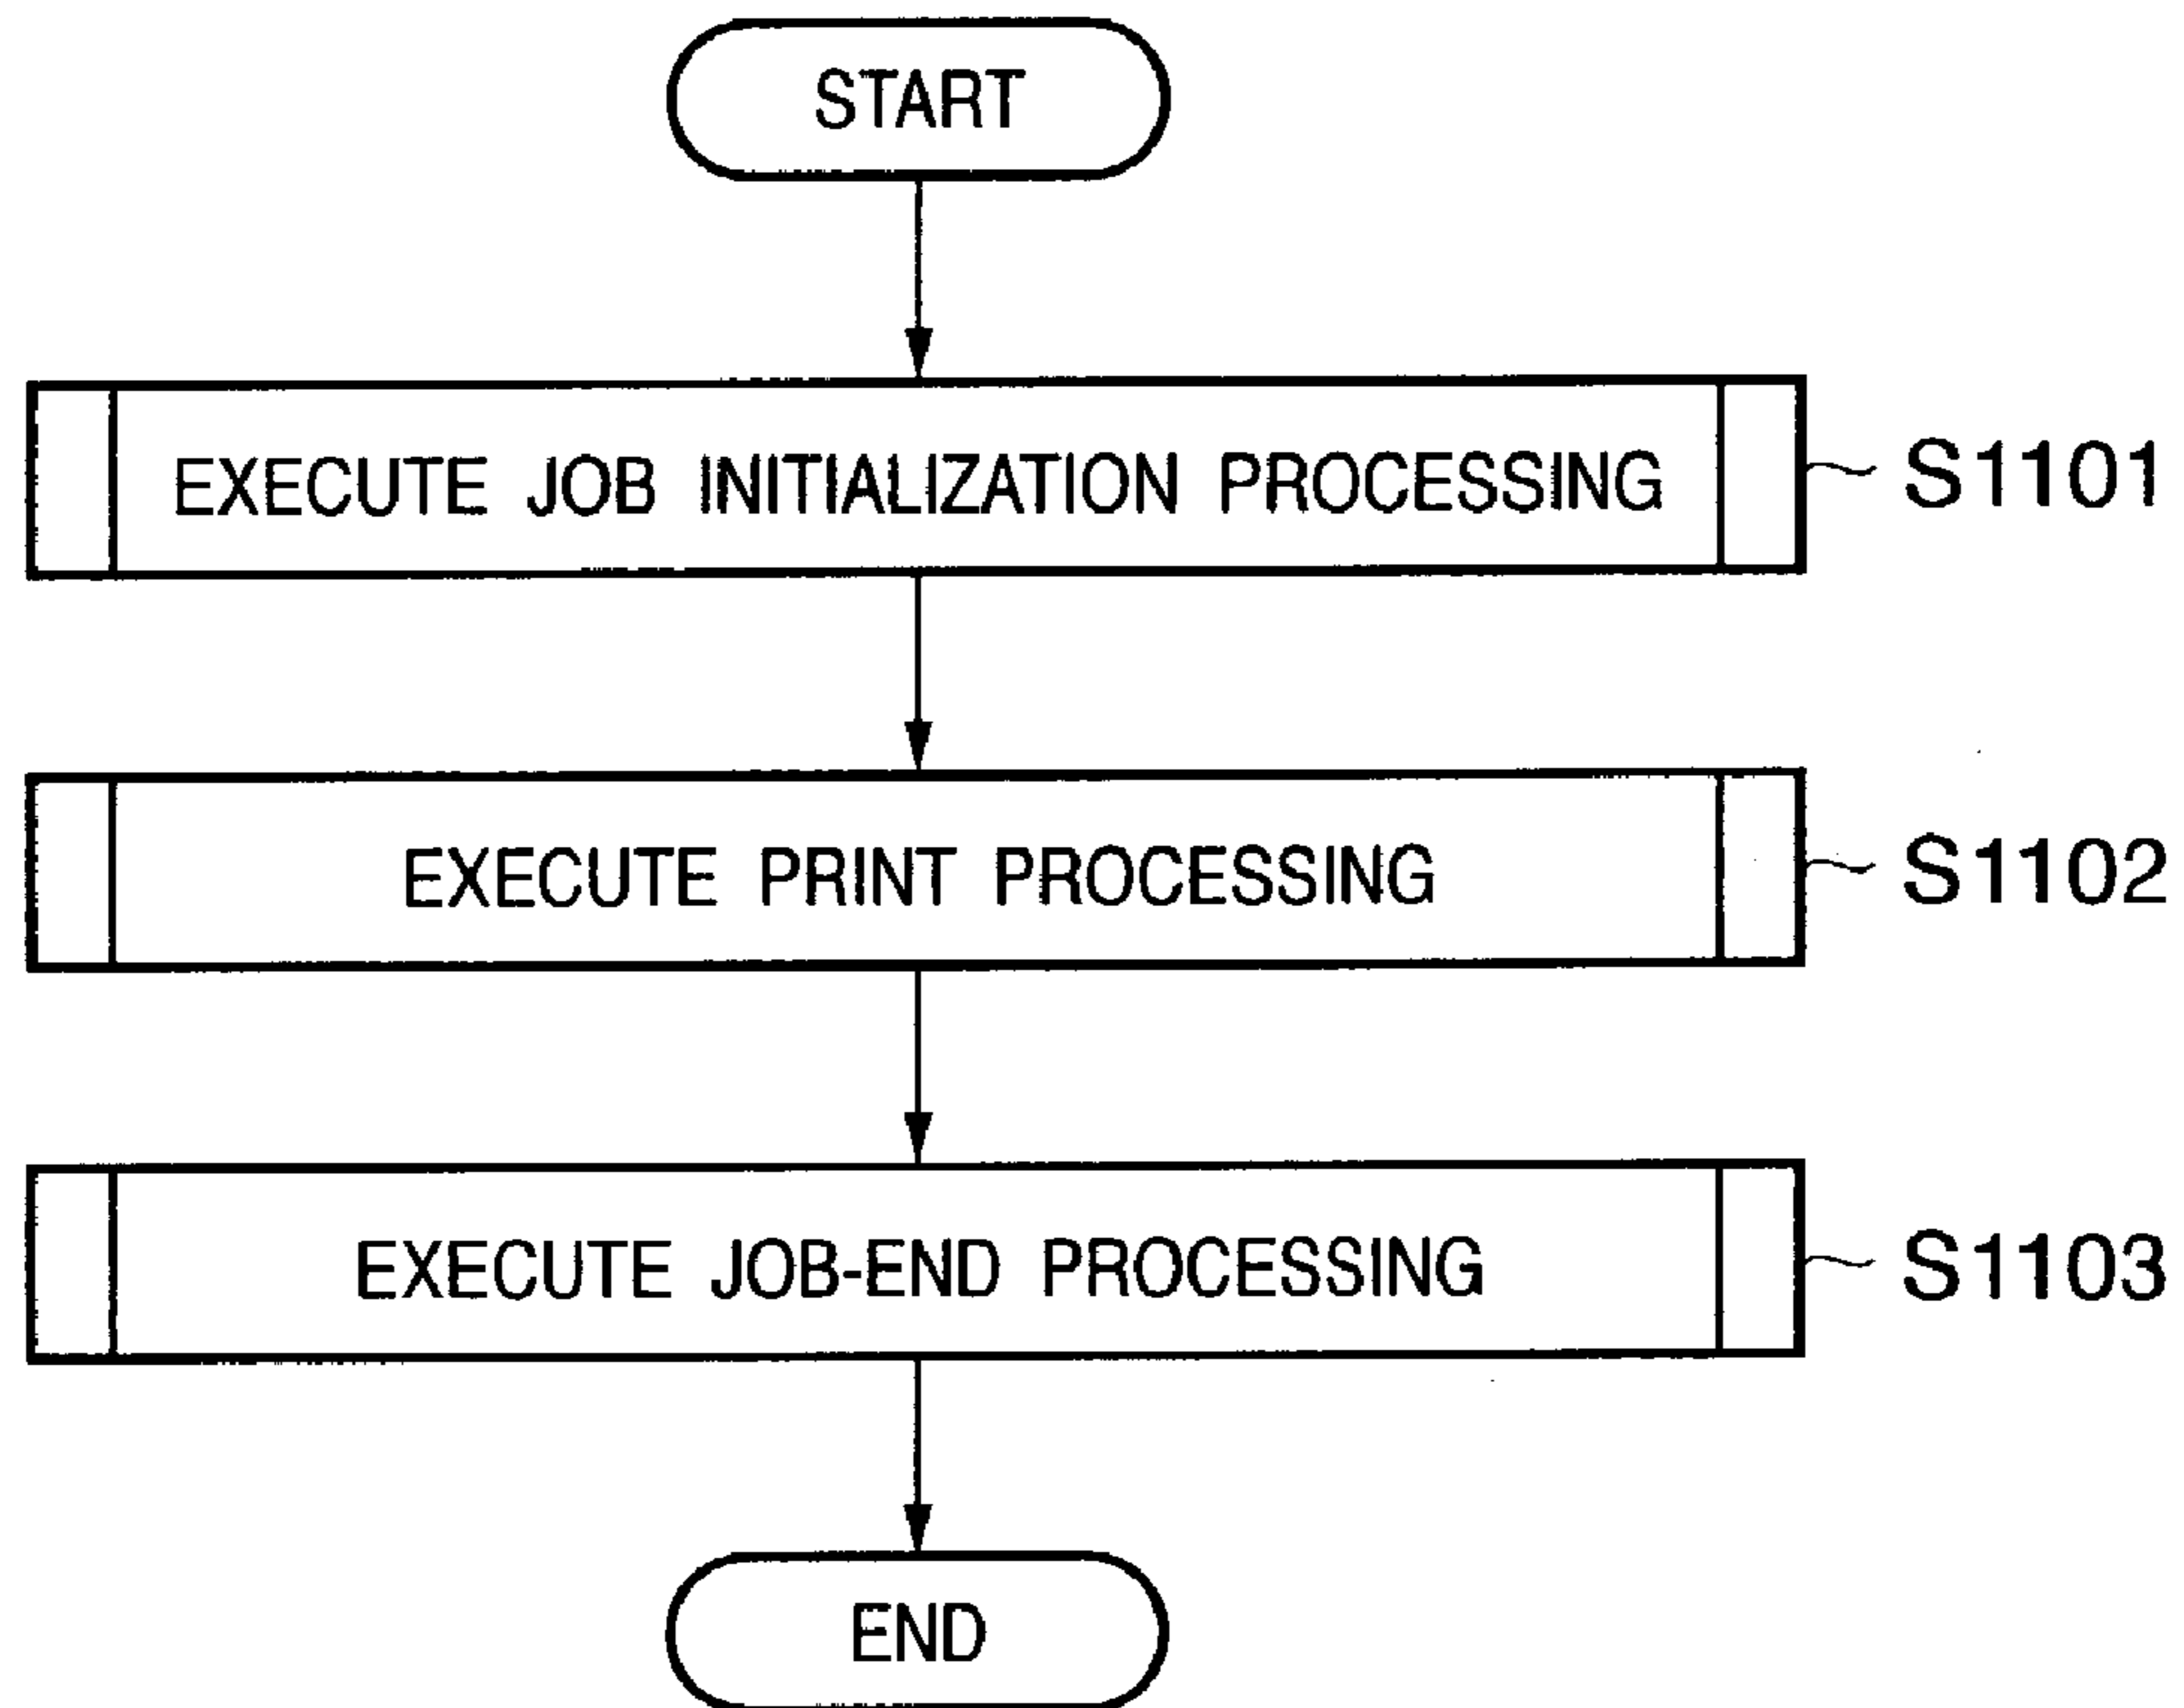 START
EXECUTE JOB INITIALIZATION PROCESSING
S1101
EXECUTE PRINT PROCESSING
S1102
EXECUTE JOB-END PROCESSING
S1103
END